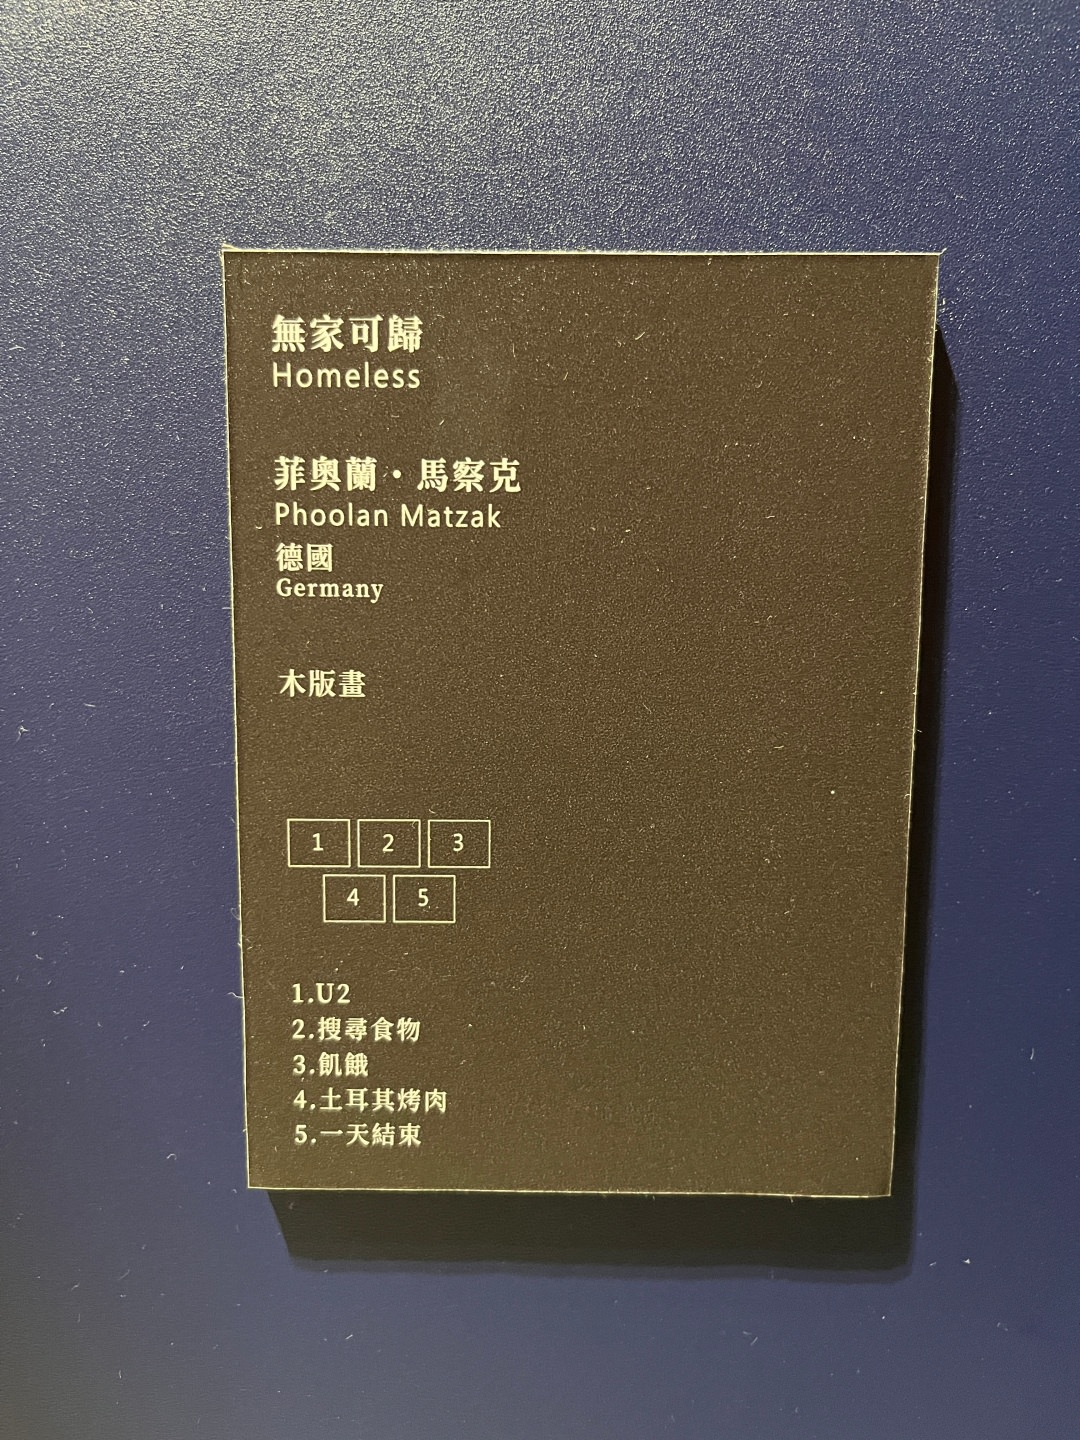 無家可歸
Homeless
菲奧蘭·馬察克
Phoolan Matzak
德國
Germany
木版畫
1 2 3
4 5
1.U2
2.搜尋食物
3.飢餓
4.土耳其烤肉
5.一天結束